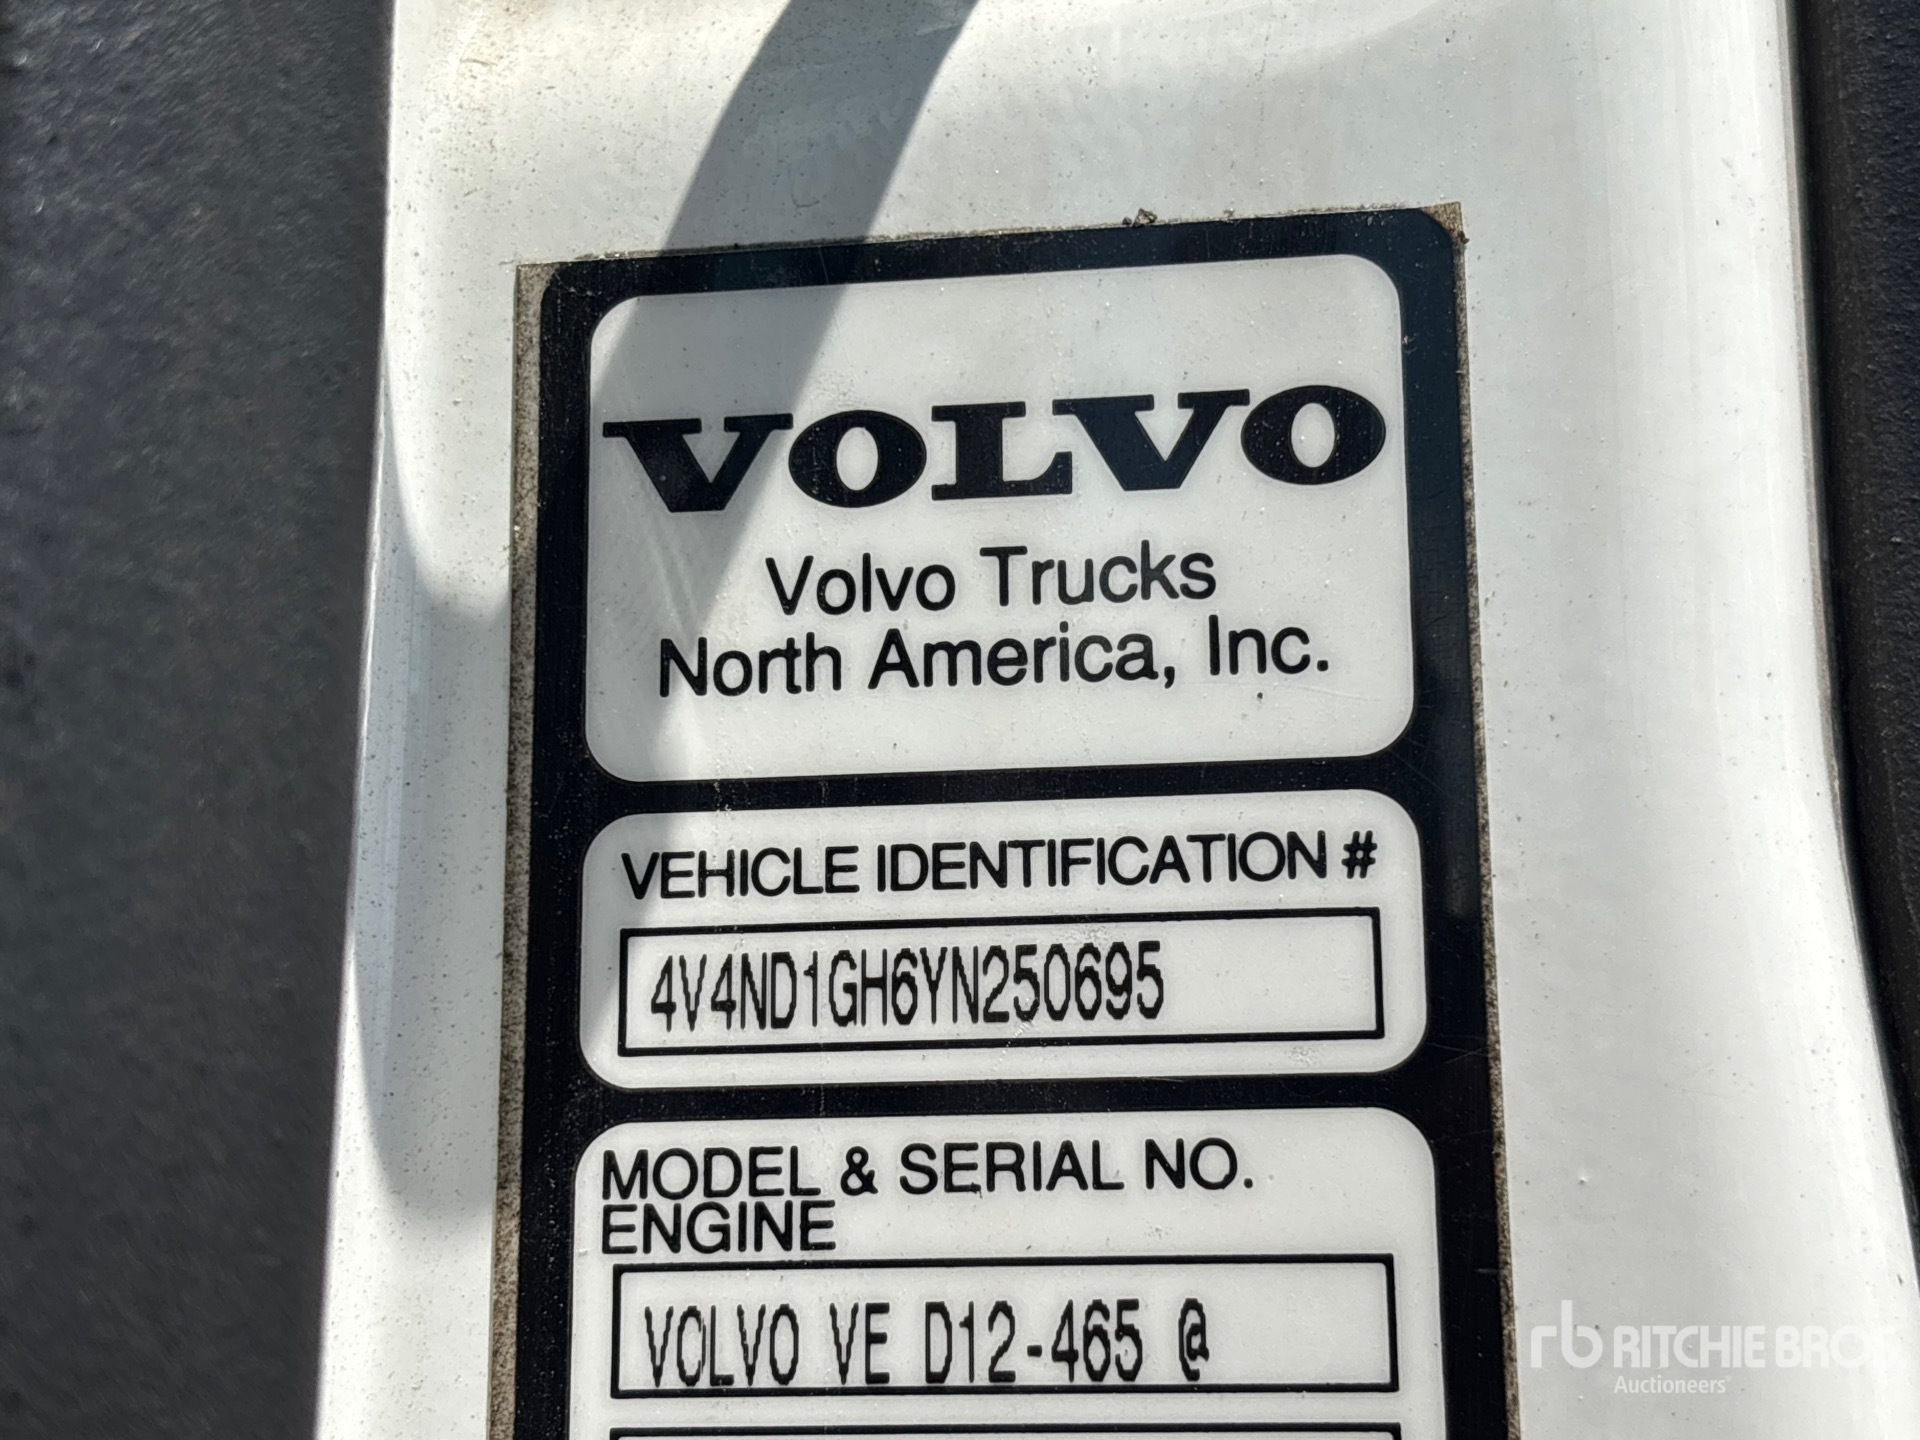 VOLVO
Volvo Trucks
North America, Inc.
VEHICLE IDENTIFICATION #
4V4ND1GH6YN250695
MODEL & SERIAL NO.
ENGINE
VOLVO VE D12-465 @
rb RITCHIE BROS
Auctioneers